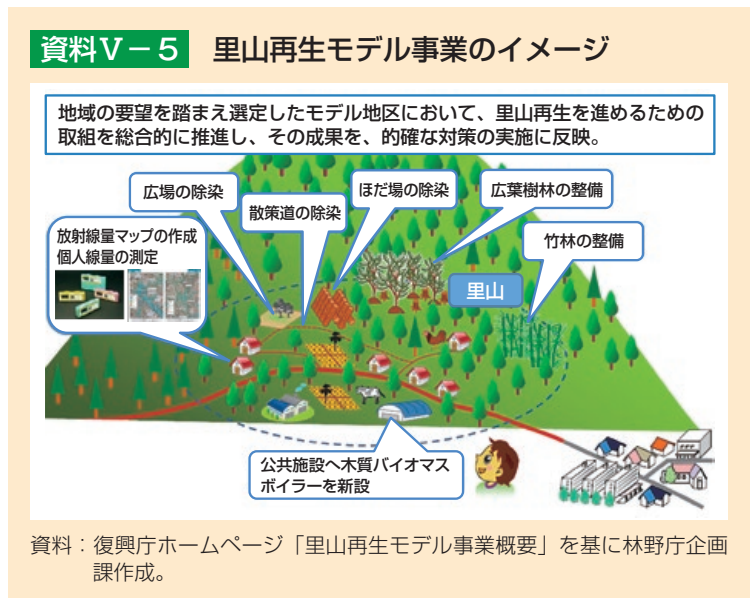 資料Ⅴ－5 里山再生モデル事業のイメージ
地域の要望を踏まえ選定したモデル地区において、里山再生を進めるための
取組を総合的に推進し、その成果を、的確な対策の実施に反映。
広場の除染
散策道の除染
ほだ場の除染
広葉樹林の整備
竹林の整備
放射線量マップの作成
個人線量の測定
里山
公共施設へ木質バイオマス
ボイラーを新設
資料：復興庁ホームページ「里山再生モデル事業概要」を基に林野庁企画
課作成。